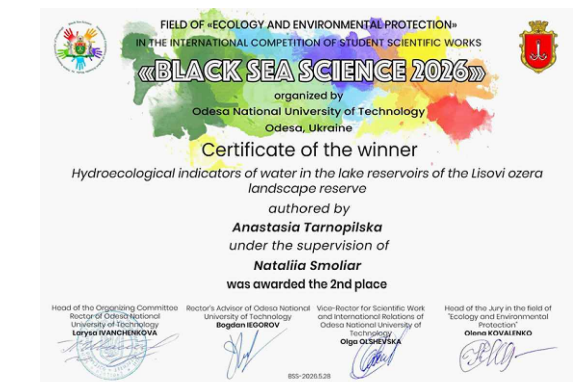 FIELD OF «ECOLOGY AND ENVIRONMENTAL PROTECTION»
IN THE INTERNATIONAL COMPETITION OF STUDENT SCIENTIFIC WORKS
«BLACK SEA SCIENCE 2026»
organized by
Odesa National University of Technology
Odesa, Ukraine
Certificate of the winner
Hydroecological indicators of water in the lake reservoirs of the Lisovi ozera
landscape reserve
authored by
Anastasia Tarnopilska
under the supervision of
Nataliia Smoliar
was awarded the 2nd place
Head of the Organizing Committee
Rector of Odesa National
University of Technology
Larysa IVANCHENKOVA
Rector's Advisor of Odesa National
University of Technology
Bogdan IEGOROV
Vice-Rector for Scientific Work
and International Relations of
Odesa National University of
Technology
Olga OLSHEVSKA
Head of the Jury in the field of
"Ecology and Environmental
Protection"
Olena KOVALENKO
BSS-2026.5.28